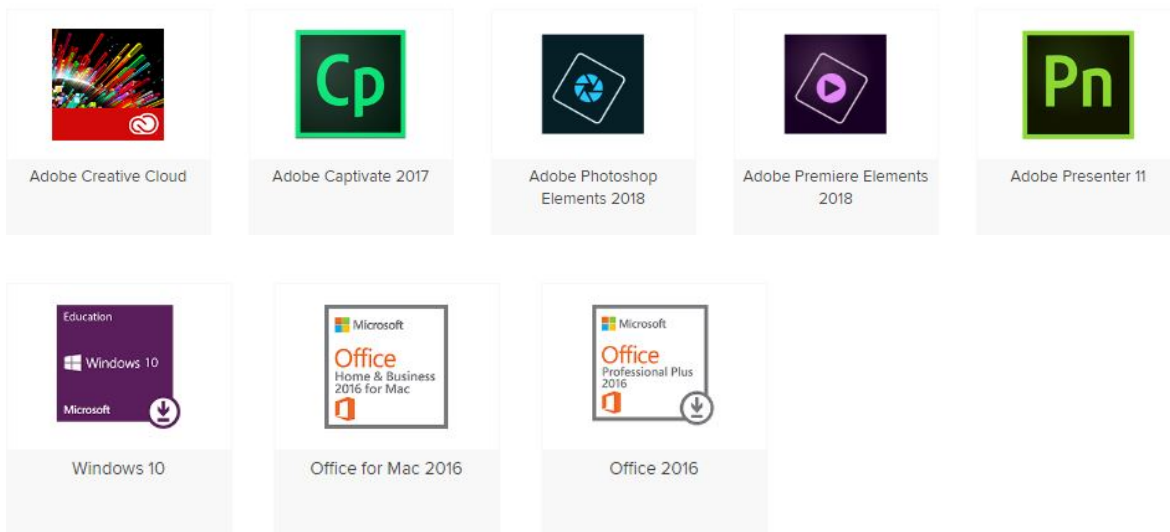 Cp
Pn
Adobe Creative Cloud
Adobe Captivate 2017
Adobe Photoshop
Elements 2018
Adobe Premiere Elements
2018
Adobe Presenter 11
Education
Windows 10
Microsoft
Microsoft
Office
Home & Business
2016 for Mac
Microsoft
Office
Professional Plus
2016
Windows 10
Office for Mac 2016
Office 2016